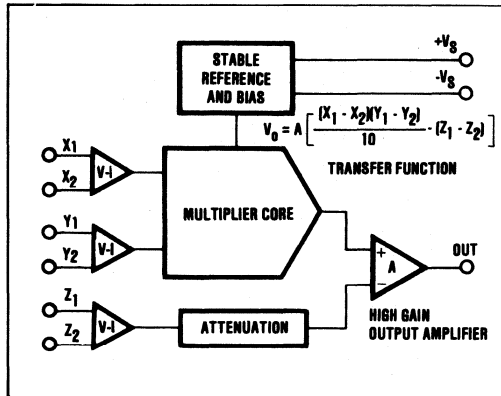 STABLE
REFERENCE
AND BIAS
+VS
-VS
Vo = A [ (X1 - X2)(Y1 - Y2) / 10 - (Z1 - Z2) ]
TRANSFER FUNCTION
X1
X2
V-I
MULTIPLIER CORE
Y1
Y2
V-I
+
A
−
OUT
Z1
Z2
V-I
ATTENUATION
HIGH GAIN
OUTPUT AMPLIFIER